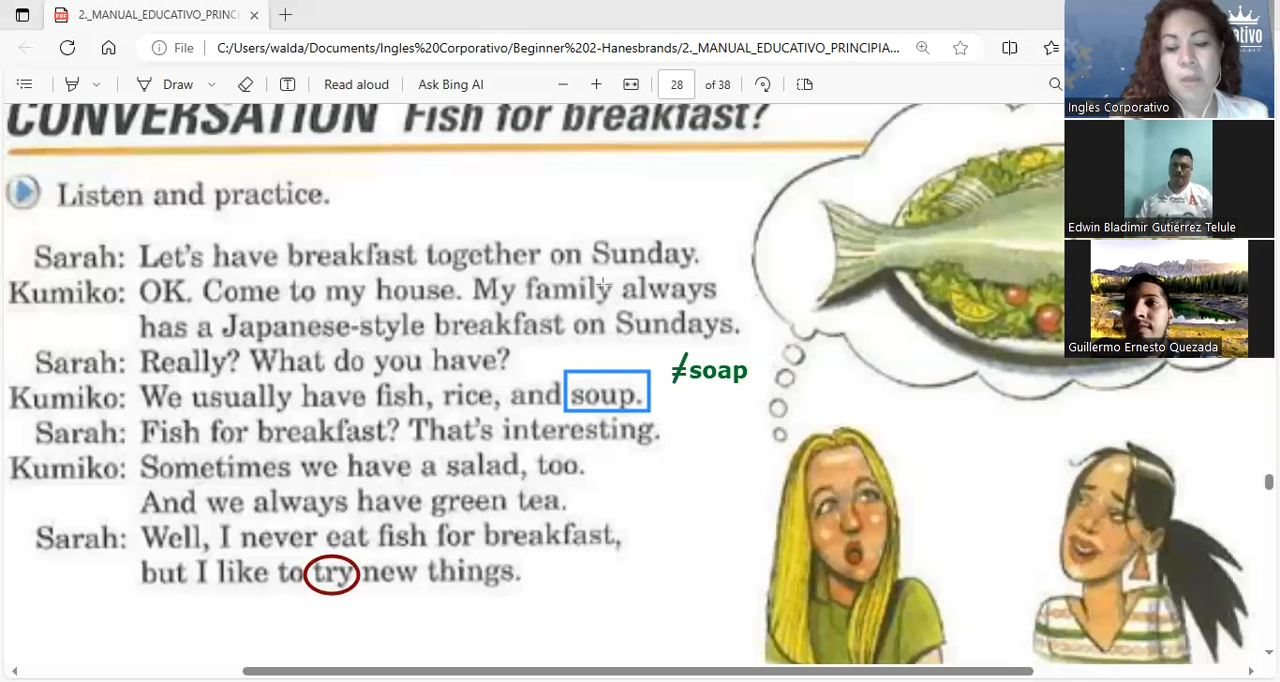 2._MANUAL_EDUCATIVO_PRINCI
File
C:/Users/walda/Documents/Ingles%20Corporativo/Beginner%202-Hanesbrands/2._MANUAL_EDUCATIVO_PRINCIPIA...
Draw
Read aloud
Ask Bing AI
28
of 38
CONVERSATION Fish for breakfast?
Listen and practice.
Sarah: Let's have breakfast together on Sunday.
Kumiko: OK. Come to my house. My family always
has a Japanese-style breakfast on Sundays.
Sarah: Really? What do you have?
≠soap
Kumiko: We usually have fish, rice, and soup.
Sarah: Fish for breakfast? That's interesting.
Kumiko: Sometimes we have a salad, too.
And we always have green tea.
Sarah: Well, I never eat fish for breakfast,
but I like to try new things.
Inglés Corporativo
Edwin Bladimir Gutiérrez Telule
Guillermo Ernesto Quezada